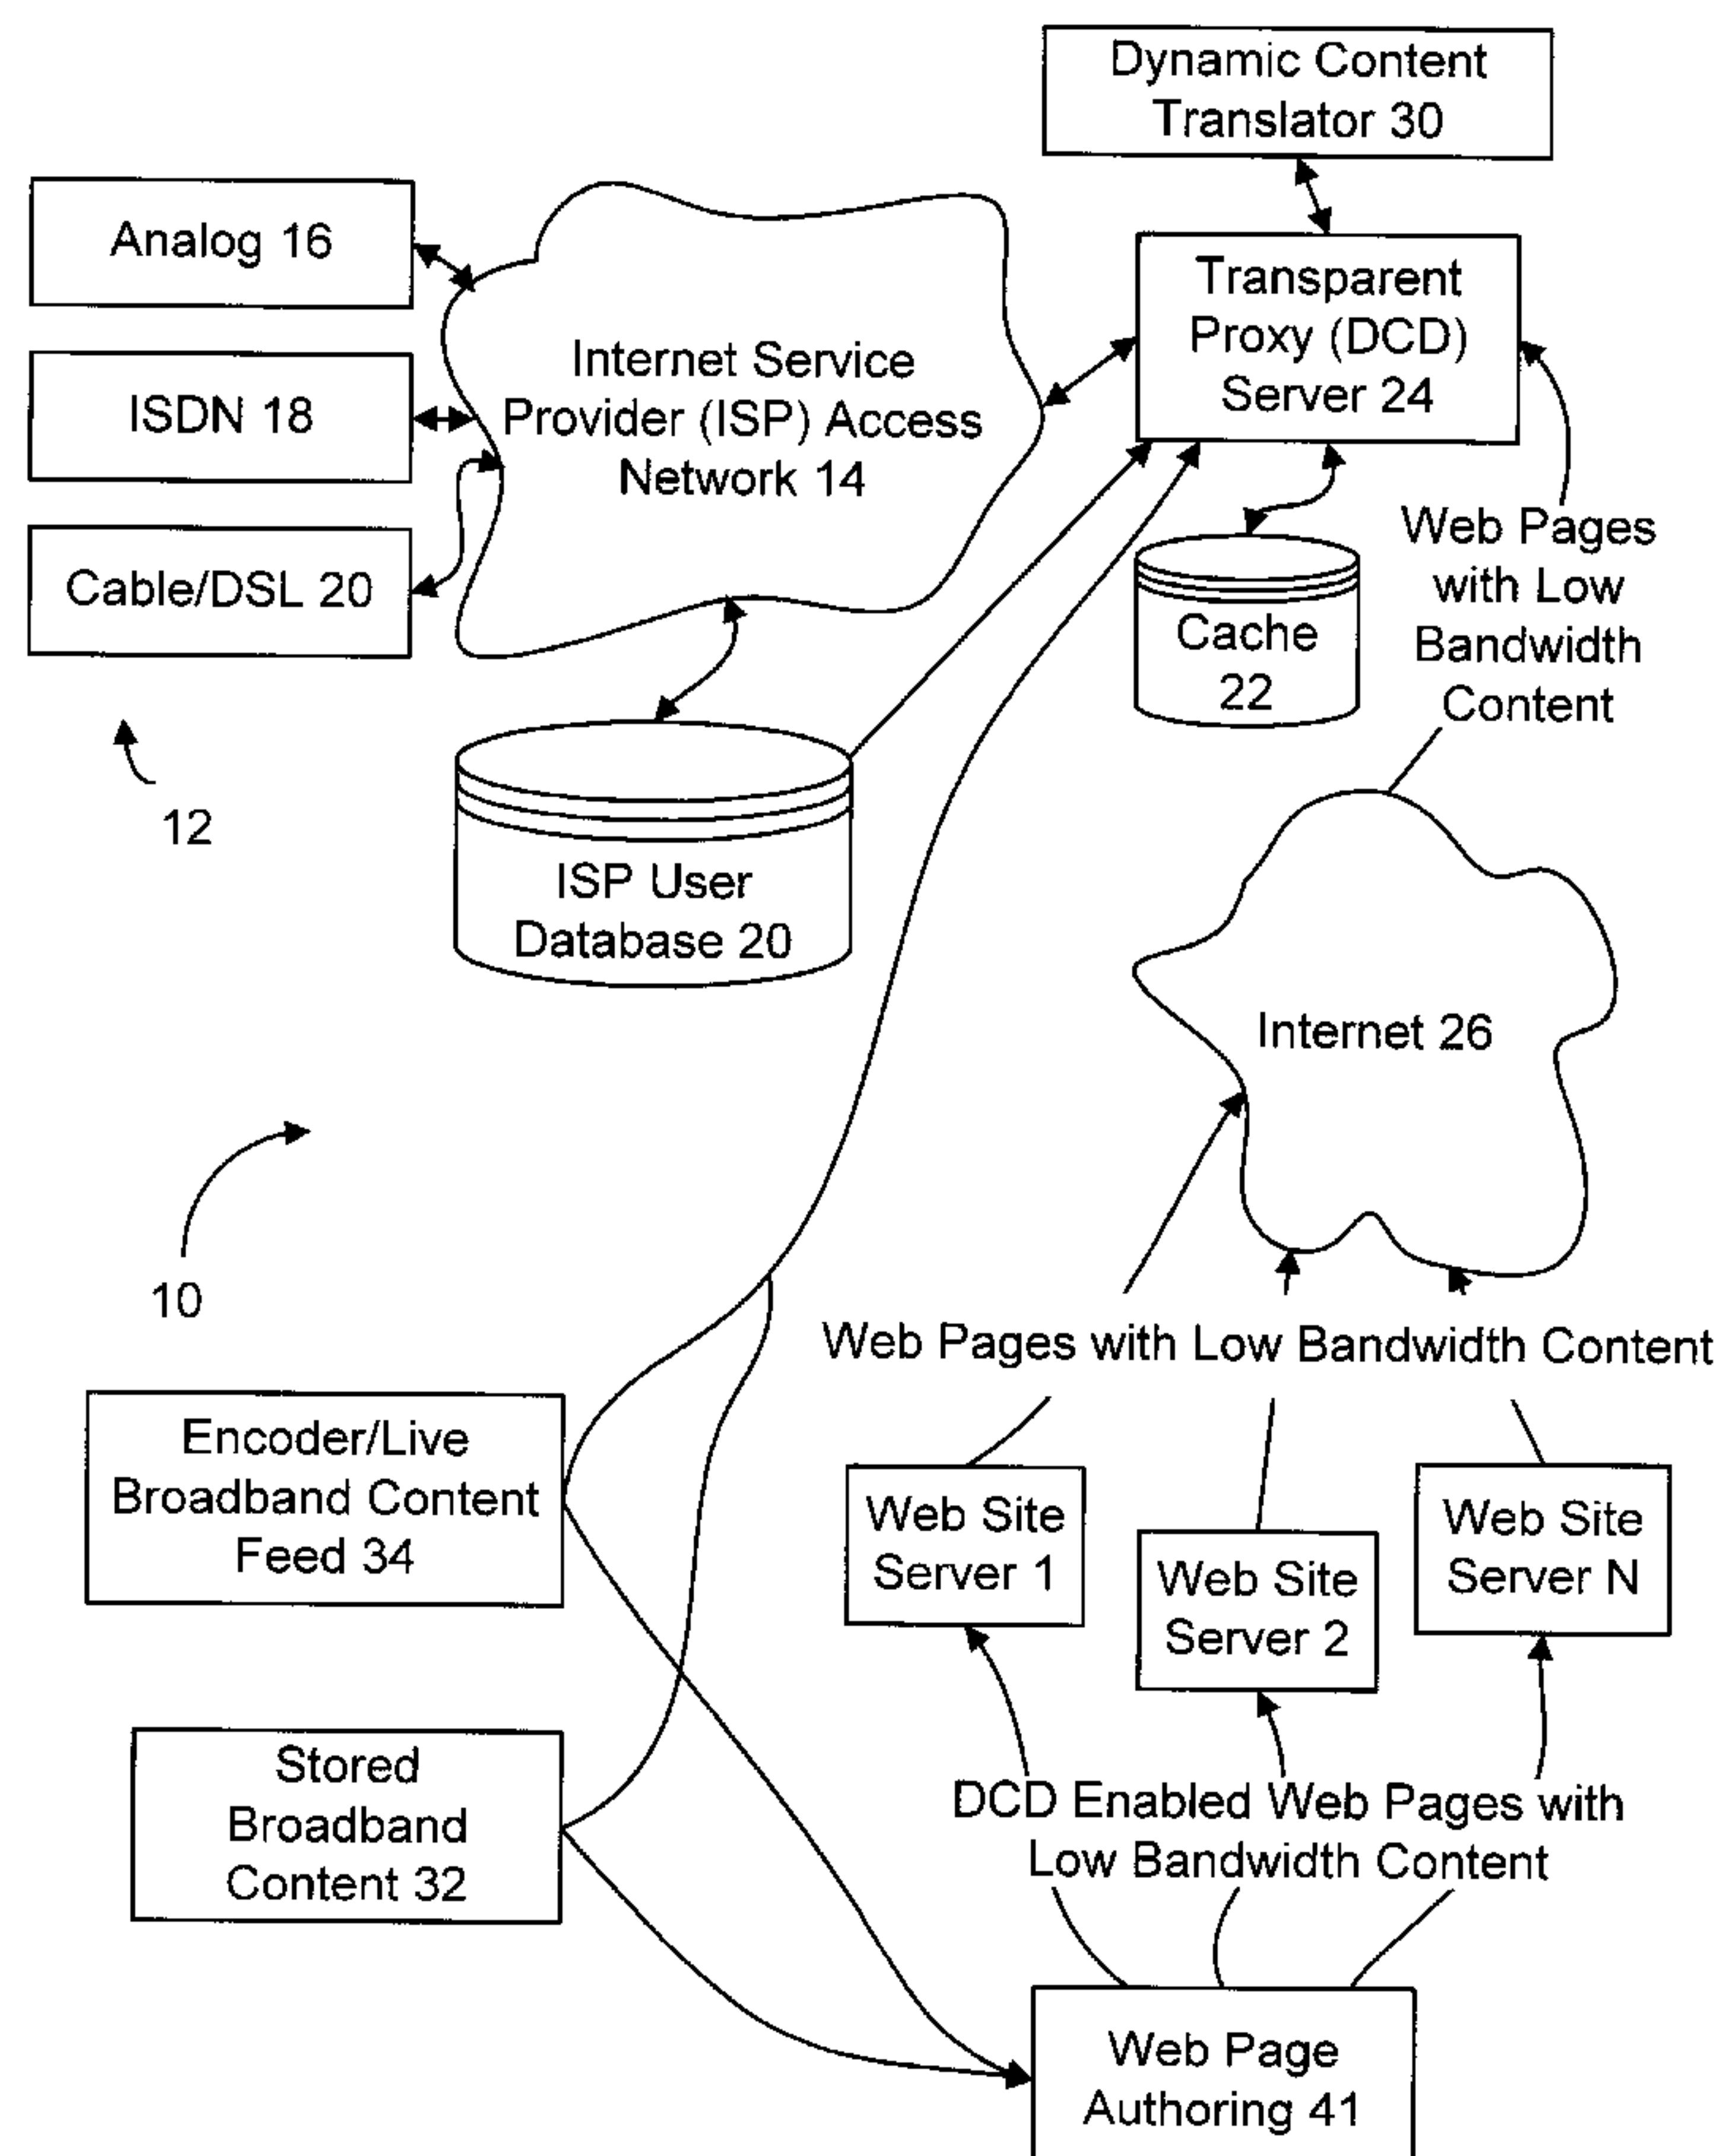 Dynamic Content
Translator 30
Analog 16
ISDN 18
Cable/DSL 20
12
Internet Service
Provider (ISP) Access
Network 14
Transparent
Proxy (DCD)
Server 24
Cache
22
Web Pages
with Low
Bandwidth
Content
ISP User
Database 20
Internet 26
10
Web Pages with Low Bandwidth Content
Encoder/Live
Broadband Content
Feed 34
Web Site
Server 1
Web Site
Server 2
Web Site
Server N
Stored
Broadband
Content 32
DCD Enabled Web Pages with
Low Bandwidth Content
Web Page
Authoring 41